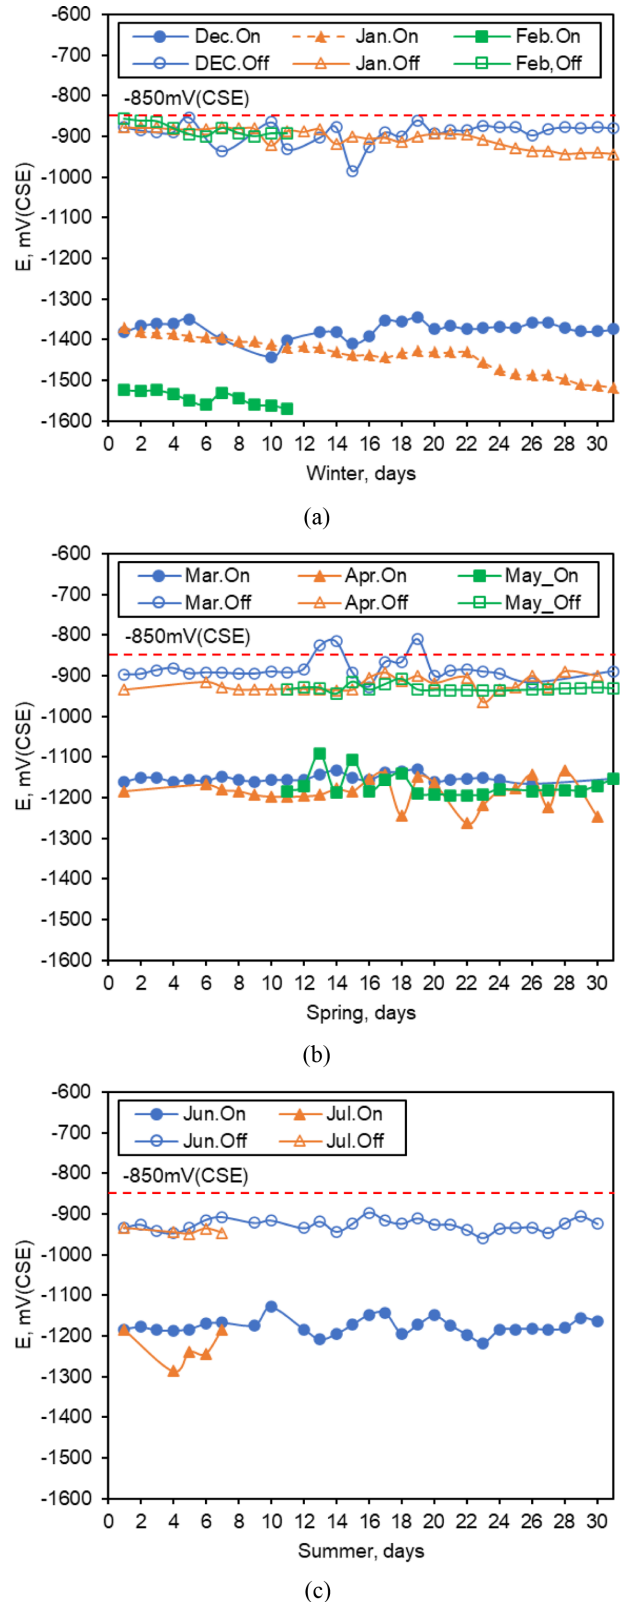 -600
Dec.On Jan.On Feb.On
DEC.Off Jan.Off Feb,Off
-700
-800
-850mV(CSE)
-900
-1000
-1100
-1200
-1300
-1400
-1500
-1600
E, mV(CSE)
0 2 4 6 8 10 12 14 16 18 20 22 24 26 28 30
Winter, days
(a)
-600
Mar.On Apr.On May_On
Mar.Off Apr.Off May_Off
-700
-800
-850mV(CSE)
-900
-1000
-1100
-1200
-1300
-1400
-1500
-1600
E, mV(CSE)
0 2 4 6 8 10 12 14 16 18 20 22 24 26 28 30
Spring, days
(b)
-600
Jun.On Jul.On
Jun.Off Jul.Off
-700
-800
-850mV(CSE)
-900
-1000
-1100
-1200
-1300
-1400
-1500
-1600
E, mV(CSE)
0 2 4 6 8 10 12 14 16 18 20 22 24 26 28 30
Summer, days
(c)